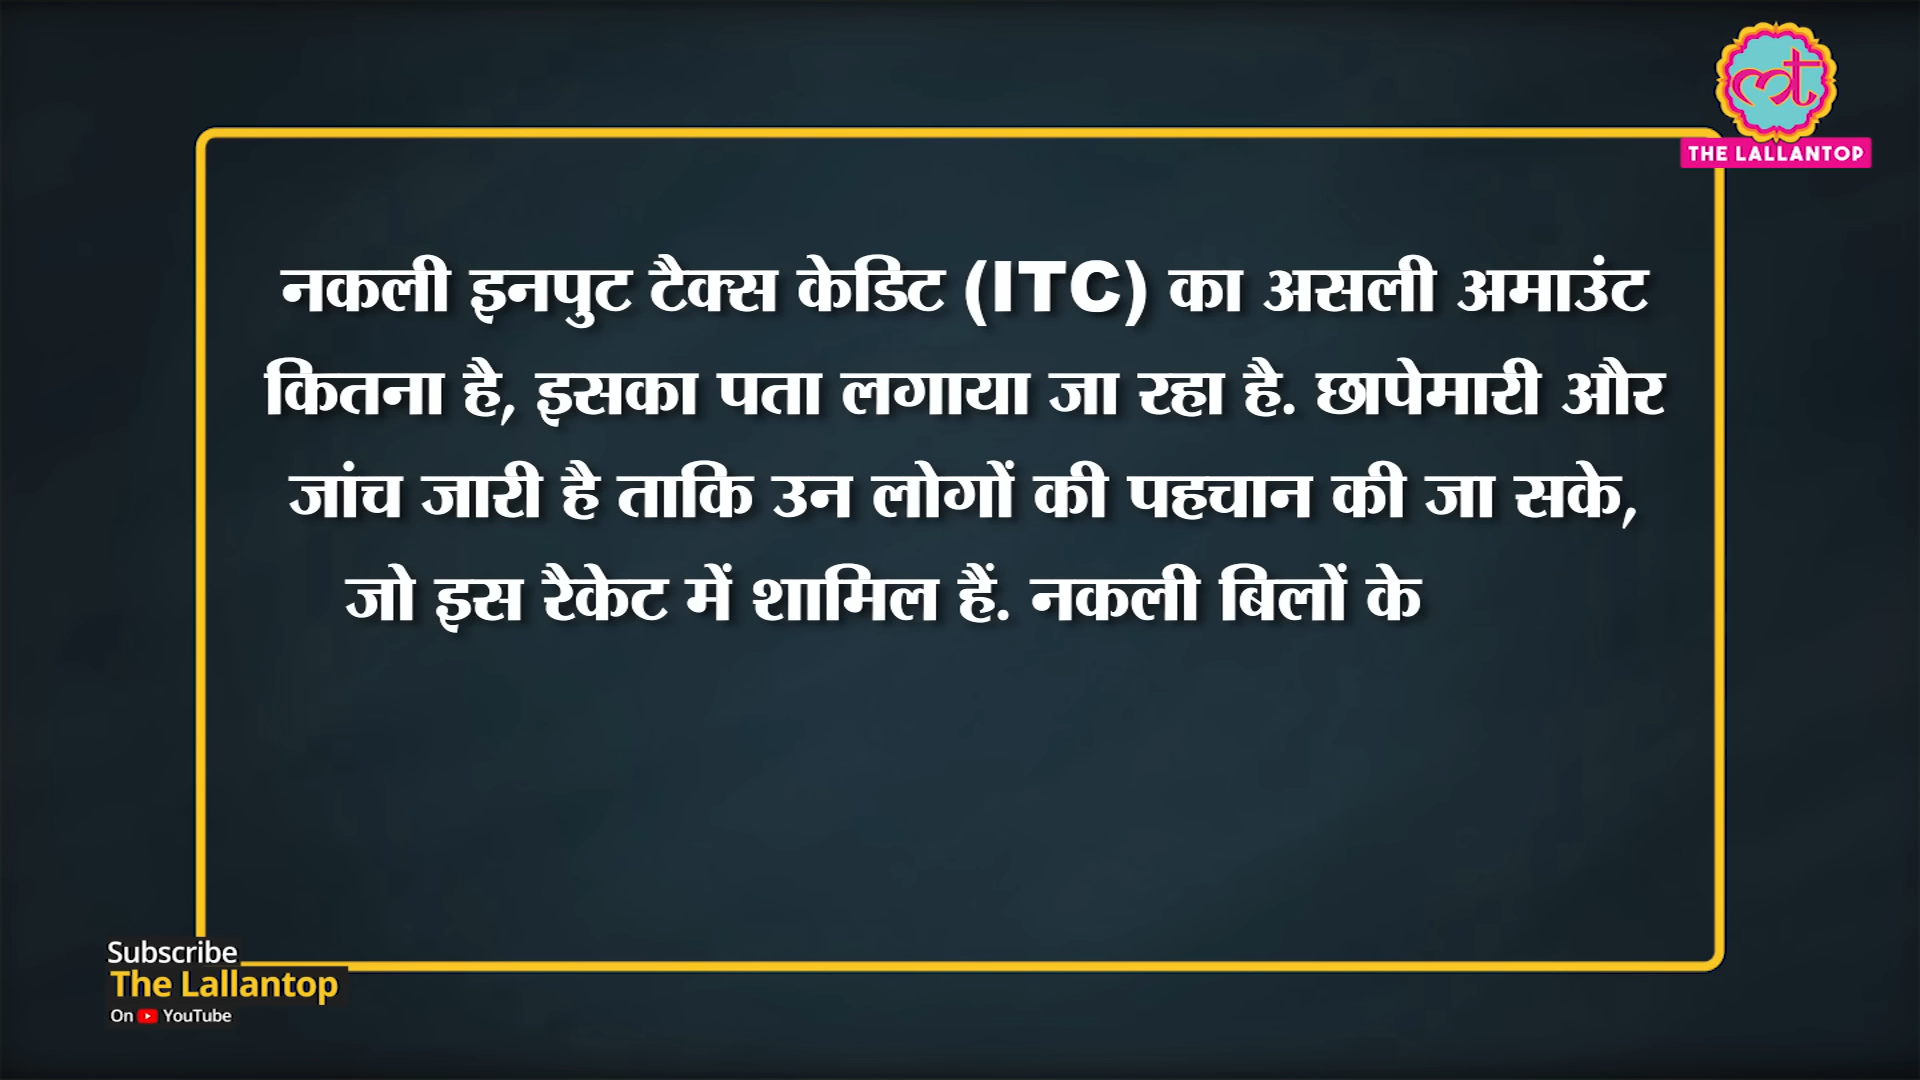 THE LALLANTOP
नकली इनपुट टैक्स केडिट (ITC) का असली अमाउंट
कितना है, इसका पता लगाया जा रहा है. छापेमारी और
जांच जारी है ताकि उन लोगों की पहचान की जा सके,
जो इस रैकेट में शामिल हैं. नकली बिलों के
Subscribe
The Lallantop
On YouTube